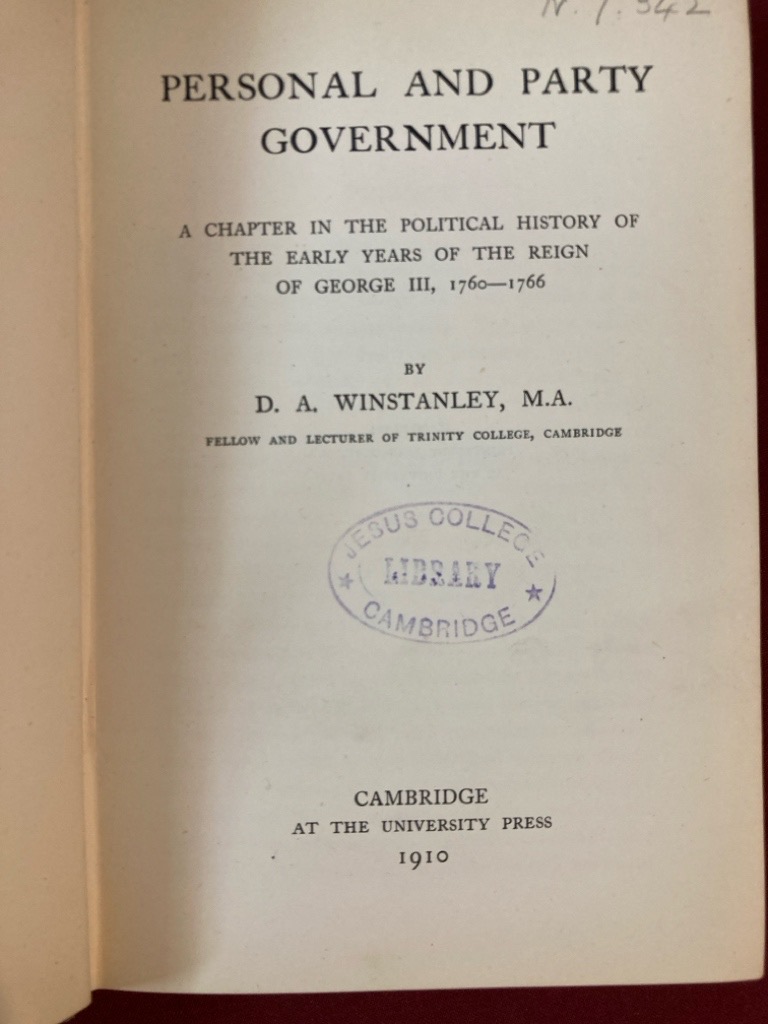 N. 7. 342
PERSONAL AND PARTY
GOVERNMENT
A CHAPTER IN THE POLITICAL HISTORY OF
THE EARLY YEARS OF THE REIGN
OF GEORGE III, 1760—1766
BY
D. A. WINSTANLEY, M.A.
FELLOW AND LECTURER OF TRINITY COLLEGE, CAMBRIDGE
JESUS COLLEGE
LIBRARY
CAMBRIDGE
CAMBRIDGE
AT THE UNIVERSITY PRESS
1910